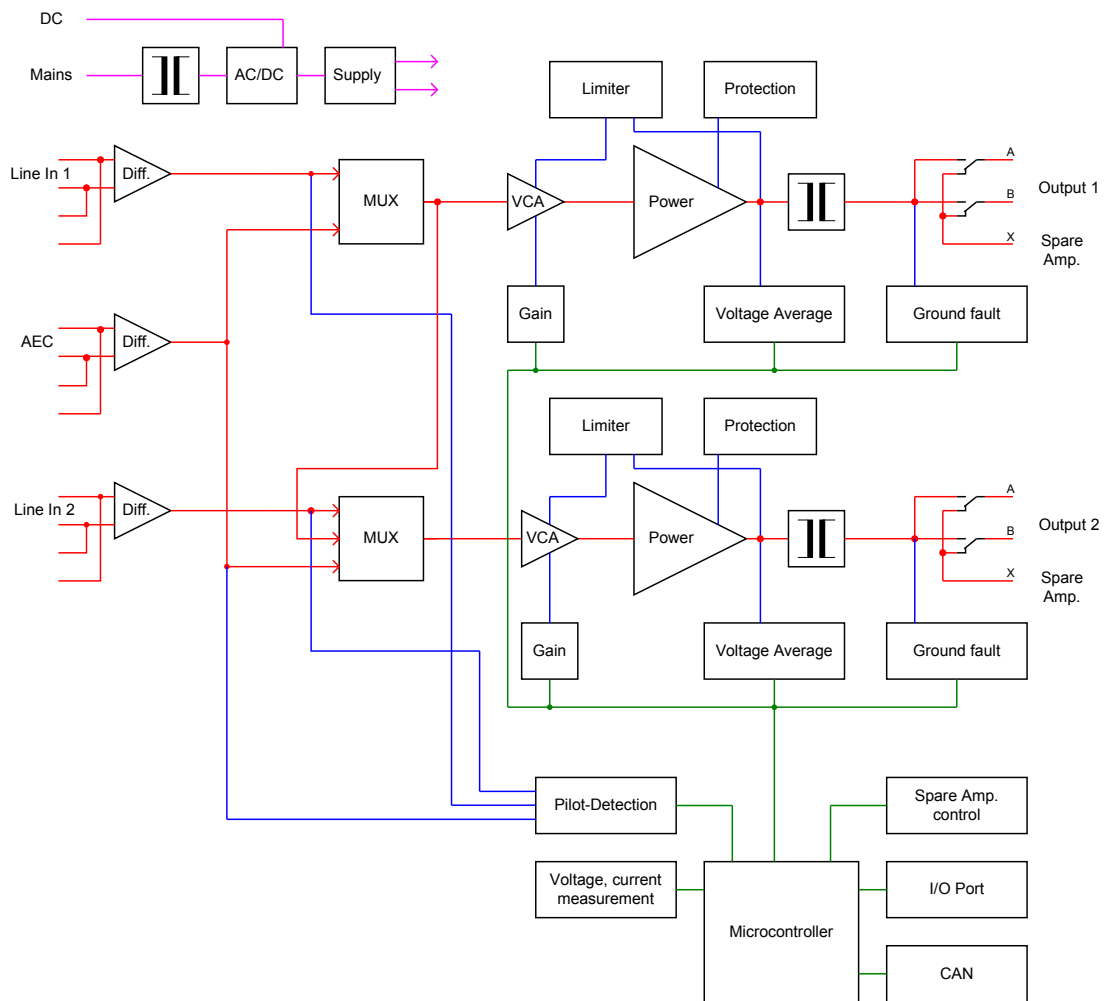 DC
Mains
AC/DC
Supply
Limiter
Protection
Line In 1
Diff.
MUX
VCA
Power
A
B
X
Output 1
Spare
Amp.
Gain
Voltage Average
Ground fault
AEC
Diff.
Limiter
Protection
Line In 2
Diff.
MUX
VCA
Power
A
B
X
Output 2
Spare
Amp.
Gain
Voltage Average
Ground fault
Pilot-Detection
Spare Amp.
control
Voltage, current
measurement
Microcontroller
I/O Port
CAN